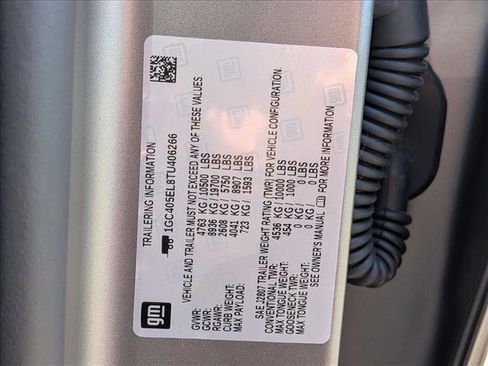 TRAILERING INFORMATION
1GC405EL8TU406266
VEHICLE AND TRAILER MUST NOT EXCEED ANY OF THESE VALUES
GVWR: 4763 KG / 10500 LBS
GCWR: 8936 KG / 19700 LBS
RGAWR: 2608 KG / 5750 LBS
CURB WEIGHT: 4041 KG / 8907 LBS
MAX PAYLOAD: 723 KG / 1593 LBS
SAE J2807 TRAILER WEIGHT RATING (TWR) FOR VEHICLE CONFIGURATION.
CONVENTIONAL TWR: 4536 KG / 10000 LBS
MAX TONGUE WEIGHT: 454 KG / 1000 LBS
GOOSENECK TWR: 0 KG / 0 LBS
MAX TONGUE WEIGHT: 0 KG / 0 LBS
SEE OWNER'S MANUAL
gm